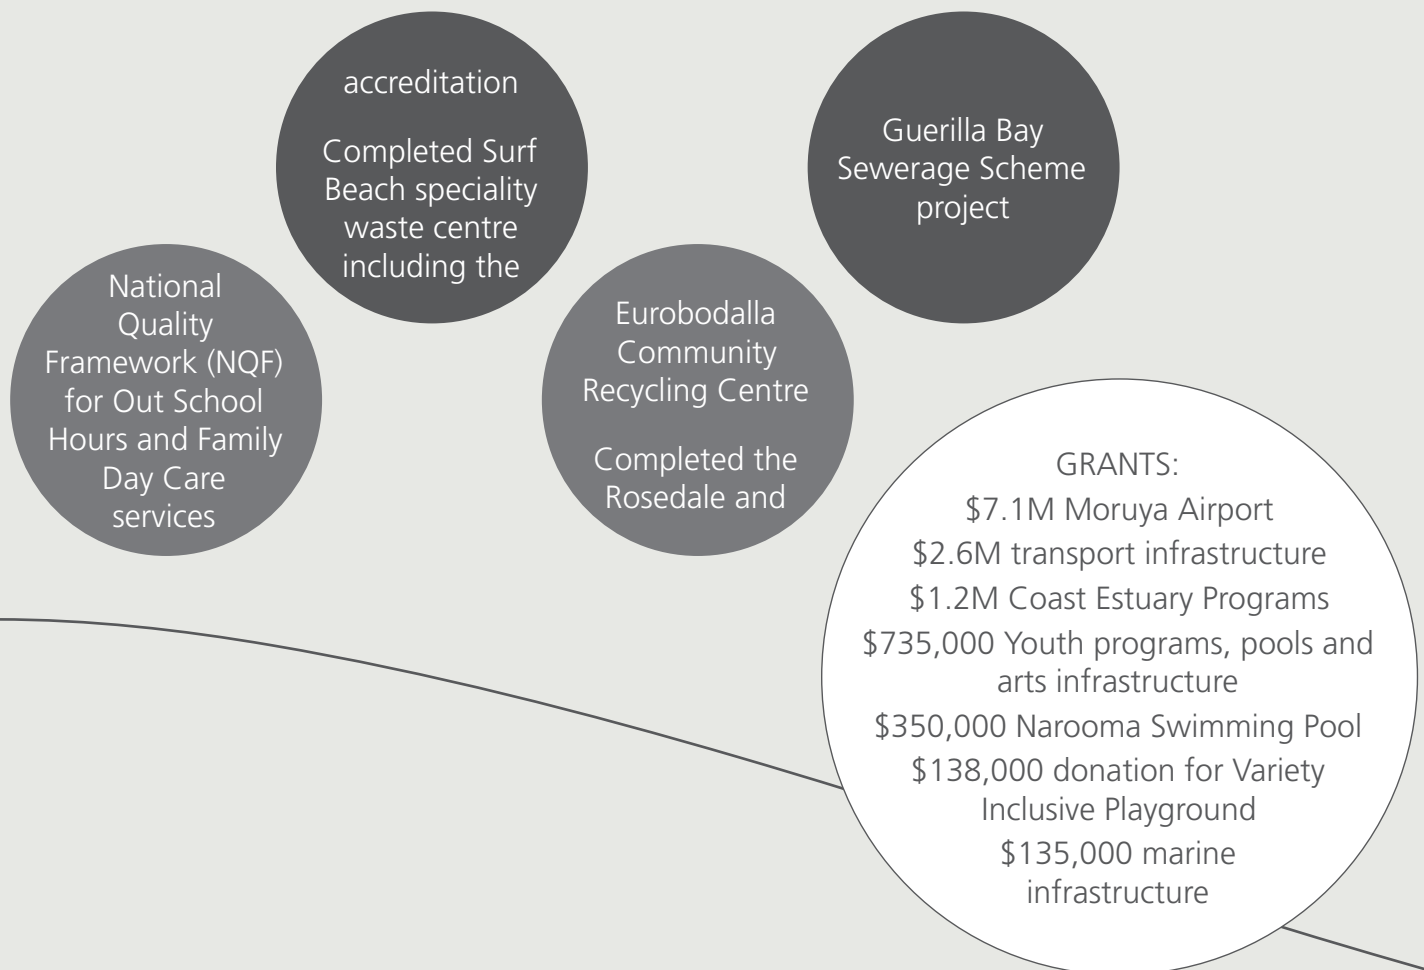 National
Quality
Framework (NQF)
for Out School
Hours and Family
Day Care
services
accreditation
Completed Surf
Beach speciality
waste centre
including the
Eurobodalla
Community
Recycling Centre
Completed the
Rosedale and
Guerilla Bay
Sewerage Scheme
project
GRANTS:
$7.1M Moruya Airport
$2.6M transport infrastructure
$1.2M Coast Estuary Programs
$735,000 Youth programs, pools and
arts infrastructure
$350,000 Narooma Swimming Pool
$138,000 donation for Variety
Inclusive Playground
$135,000 marine
infrastructure